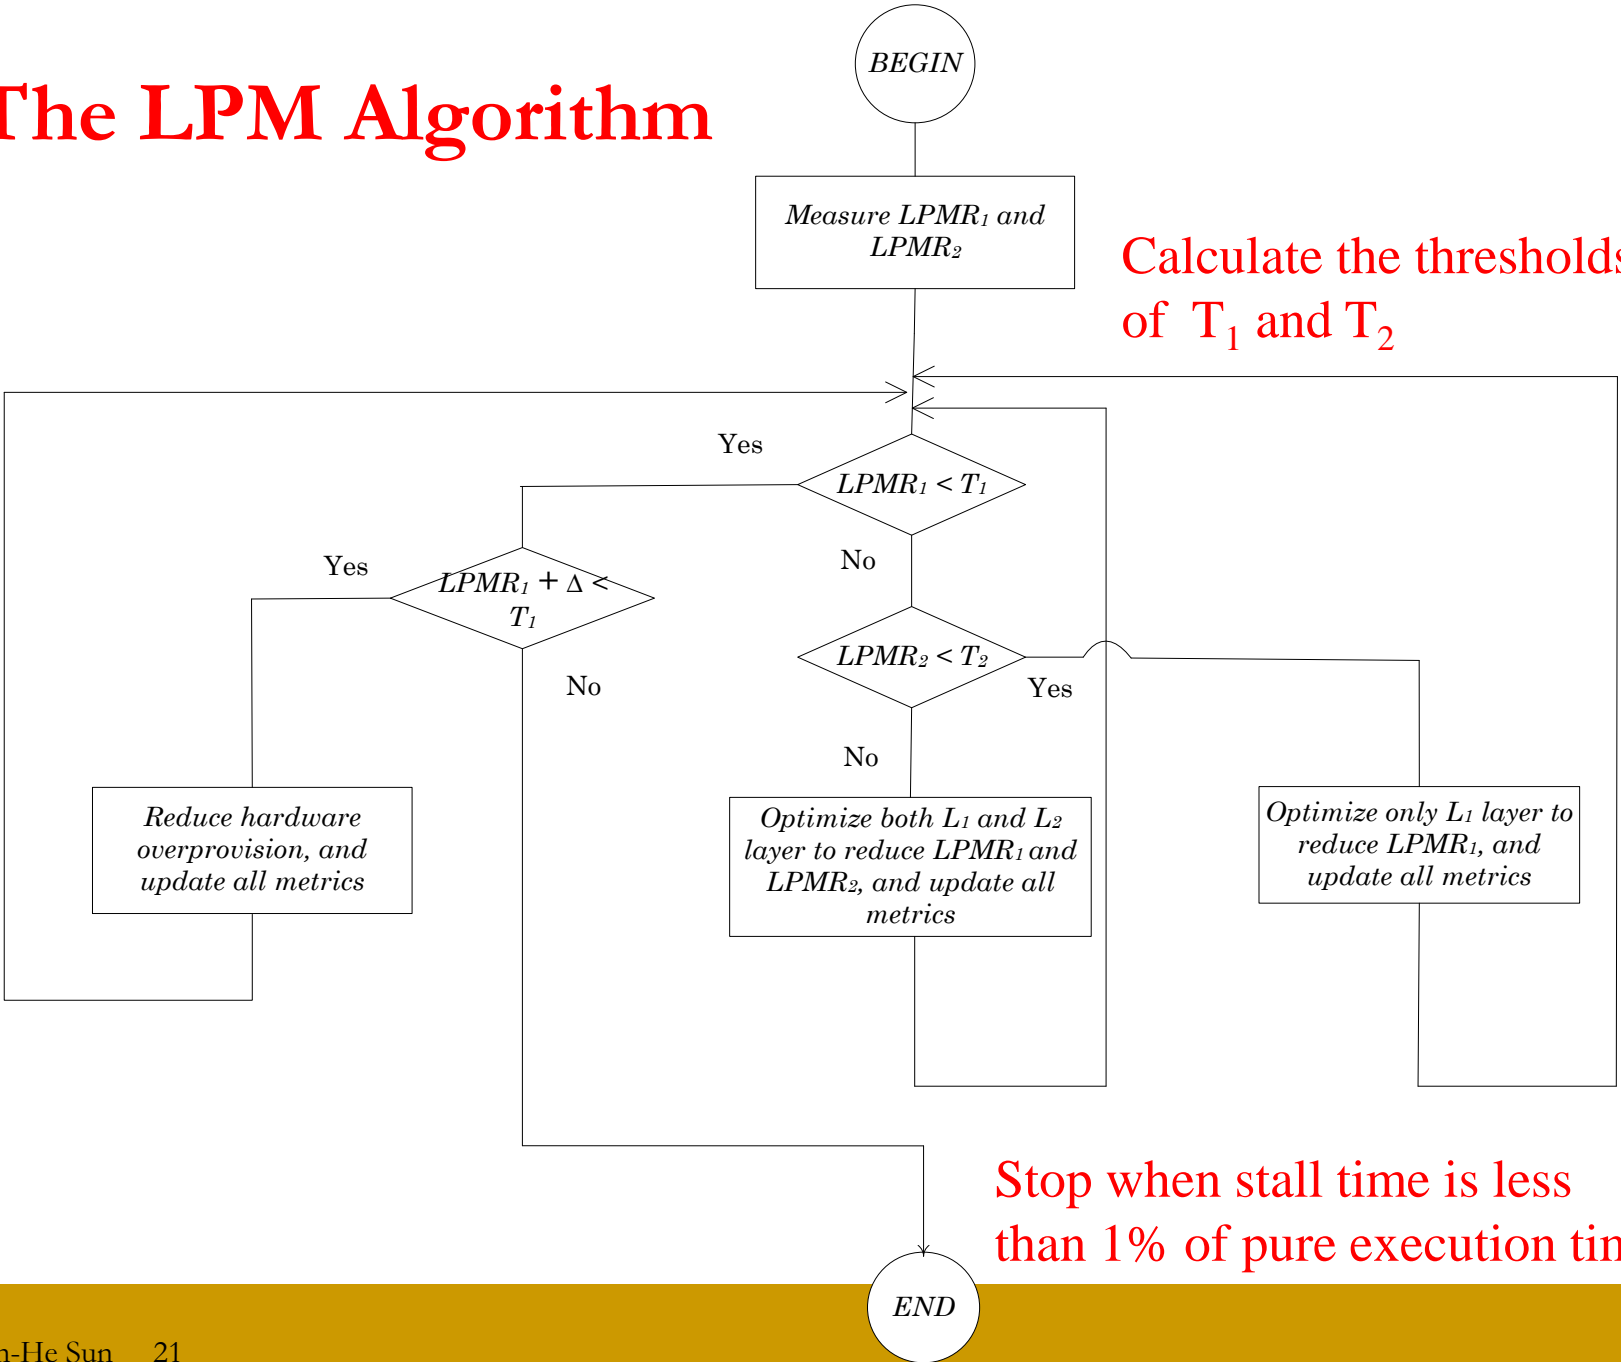 BEGIN
The LPM Algorithm
Measure LPMR₁ and
LPMR₂
Calculate the thresholds
of T₁ and T₂
Yes
LPMR₁ < T₁
No
Yes
LPMR₁ + Δ <
T₁
No
LPMR₂ < T₂
Yes
No
Reduce hardware
overprovision, and
update all metrics
Optimize both L₁ and L₂
layer to reduce LPMR₁ and
LPMR₂, and update all
metrics
Optimize only L₁ layer to
reduce LPMR₁, and
update all metrics
Stop when stall time is less
than 1% of pure execution
END
n-He Sun 21